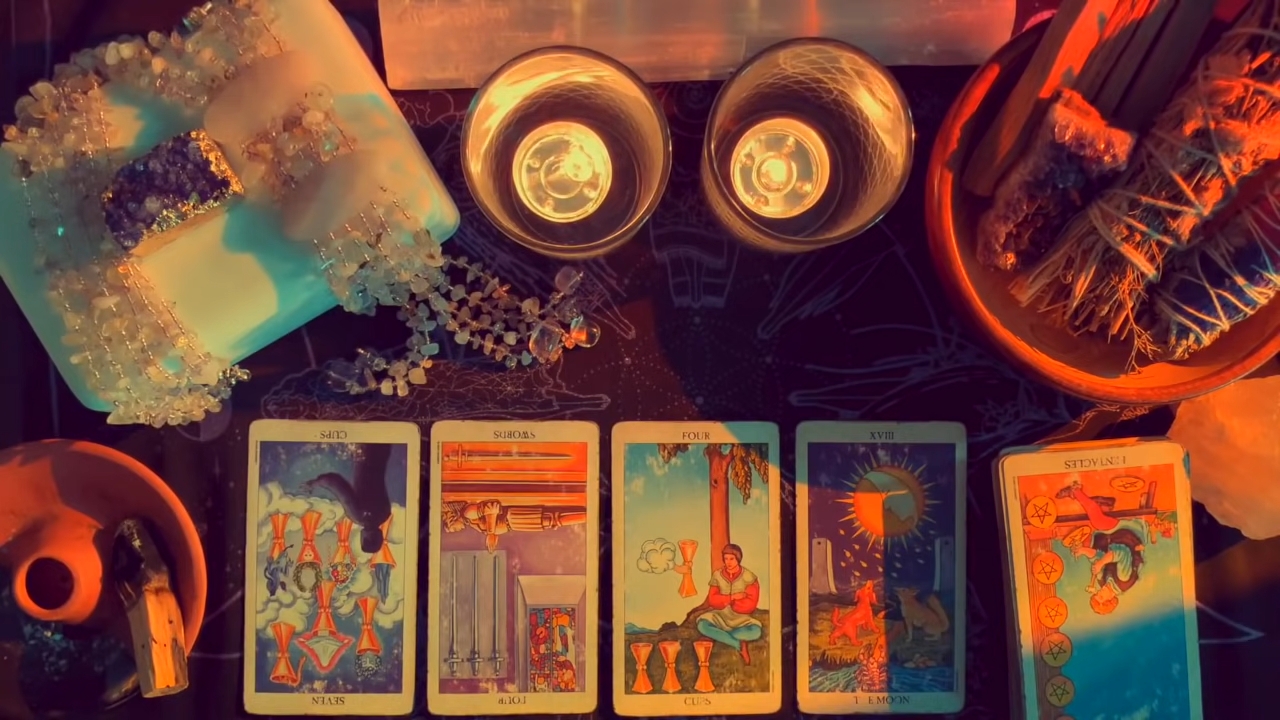 SEVEN
CUPS
FOUR
SWORDS
FOUR
CUPS
XVIII
THE MOON
PENTACLES